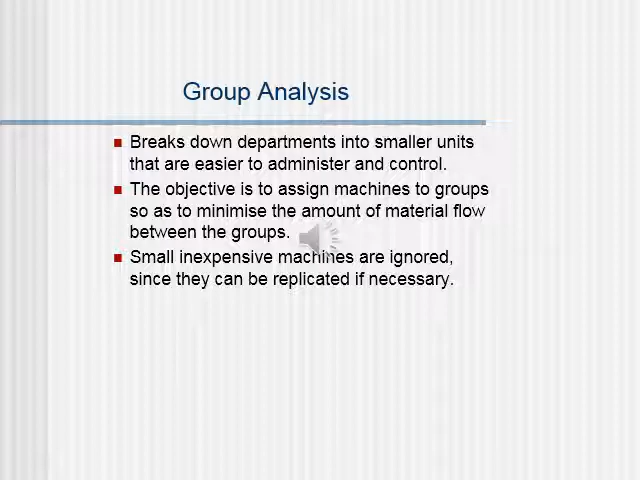 Group Analysis
Breaks down departments into smaller units
that are easier to administer and control.
The objective is to assign machines to groups
so as to minimise the amount of material flow
between the groups.
Small inexpensive machines are ignored,
since they can be replicated if necessary.